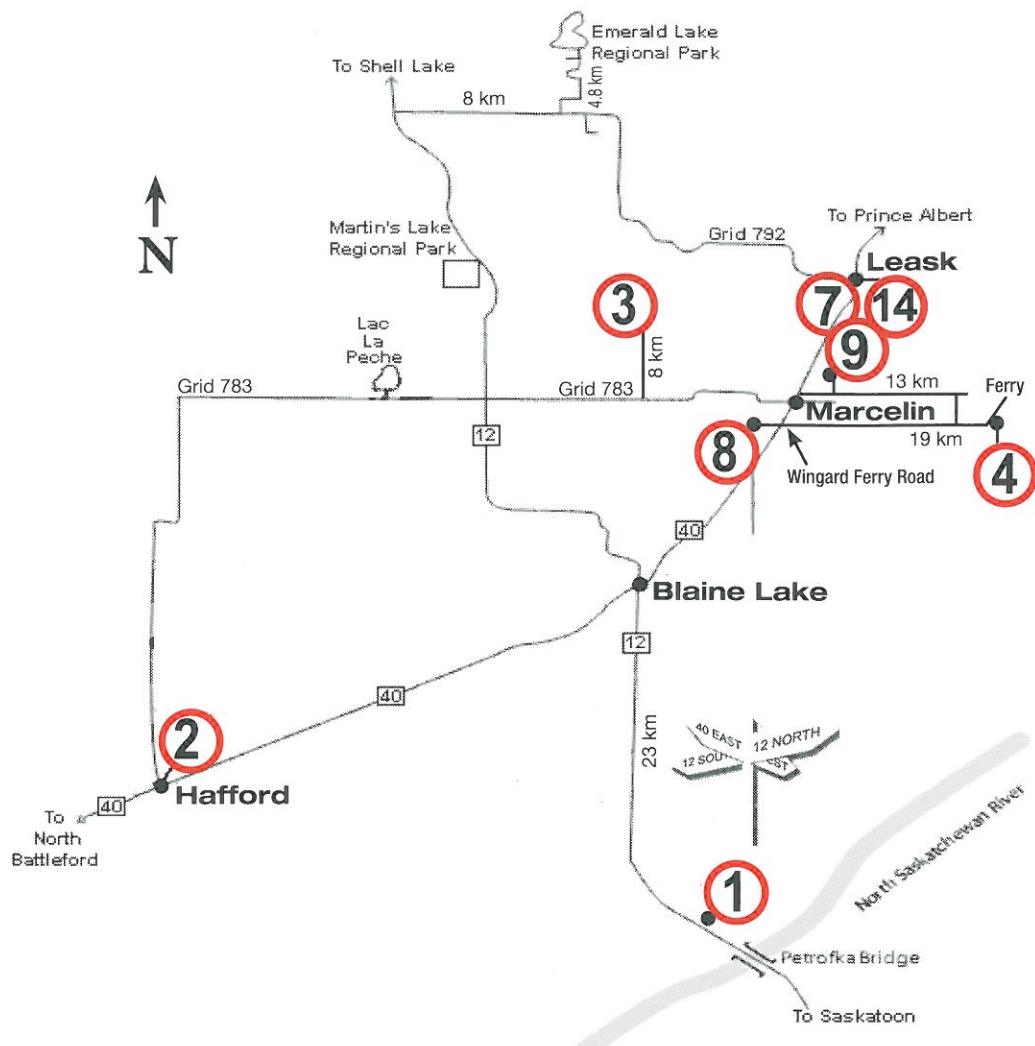 Emerald Lake
Regional Park
To Shell Lake
8 km
4.8 km
N
Martin's Lake
Regional Park
Grid 792
To Prince Albert
Leask
3
7
14
9
Lac
La
Peche
8 km
Grid 783
Grid 783
13 km
Ferry
Marcelin
12
8
19 km
4
Wingard Ferry Road
40
Blaine Lake
12
40
23 km
40 EAST
12 NORTH
12 SOU
EST
2
Hafford
40
To
North
Battleford
North Saskatchewan River
1
Petrofka Bridge
To Saskatoon